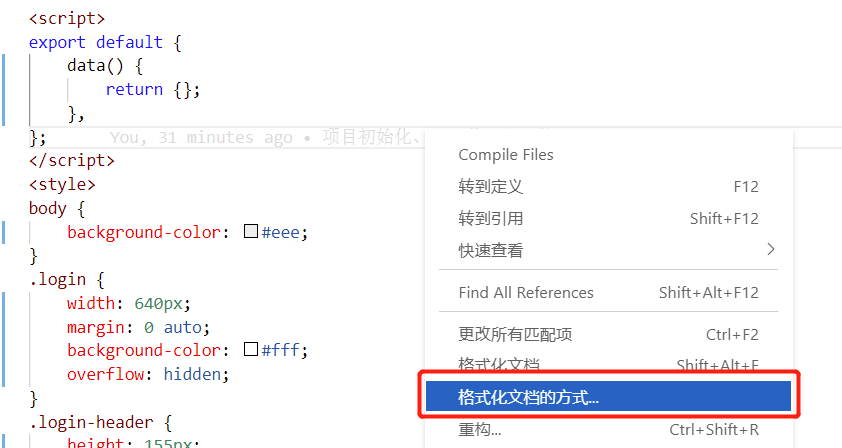 <script>
export default {
data() {
return {};
},
};
You, 31 minutes ago • 项目初始化、
</script>
<style>
body {
background-color: #eee;
}
.login {
width: 640px;
margin: 0 auto;
background-color: #fff;
overflow: hidden;
}
.login-header {
height: 155px;
Compile Files
转到定义 F12
转到引用 Shift+F12
快速查看 >
Find All References Shift+Alt+F12
更改所有匹配项 Ctrl+F2
格式化文档 Shift+Alt+F
格式化文档的方式...
重构... Ctrl+Shift+R